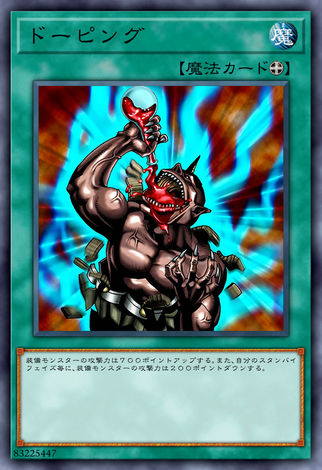 ドーピング
魔
【魔法カード】
装備モンスターの攻撃力は７００ポイントアップする。また、自分のスタンバイ
フェイズ毎に、装備モンスターの攻撃力は２００ポイントダウンする。
83225447